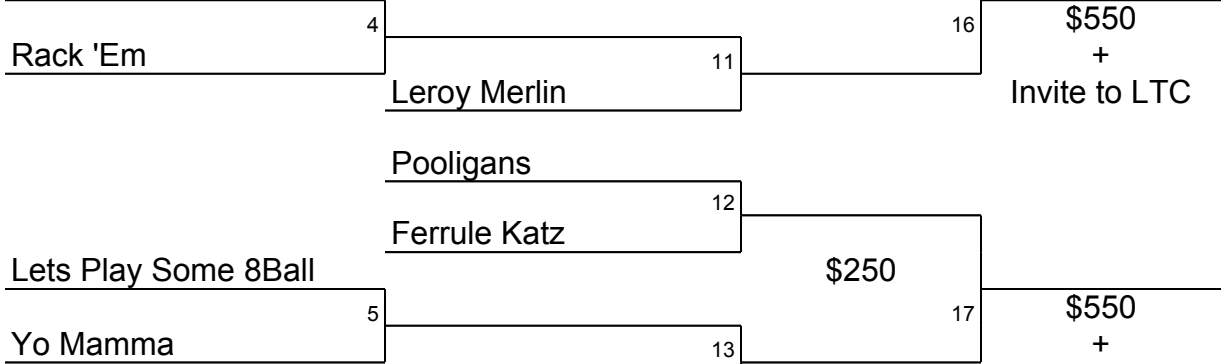 4
16
$550
Rack 'Em
11
+
Leroy Merlin
Invite to LTC
Pooligans
12
Ferrule Katz
Lets Play Some 8Ball
$250
5
17
$550
Yo Mamma
13
+